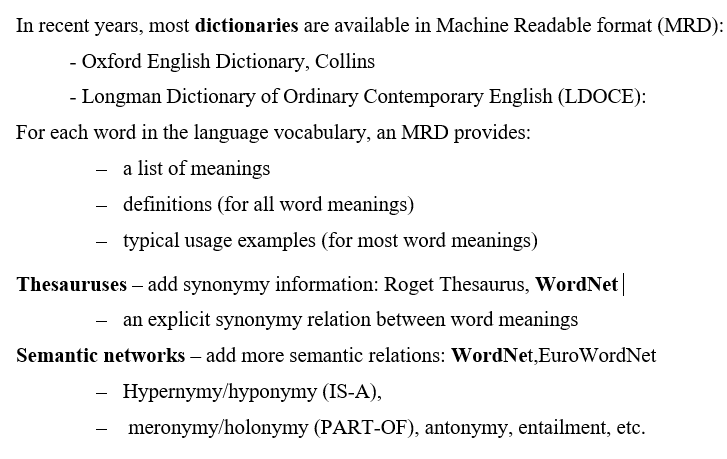 In recent years, most dictionaries are available in Machine Readable format (MRD):
- Oxford English Dictionary, Collins
- Longman Dictionary of Ordinary Contemporary English (LDOCE):
For each word in the language vocabulary, an MRD provides:
– a list of meanings
– definitions (for all word meanings)
– typical usage examples (for most word meanings)
Thesauruses – add synonymy information: Roget Thesaurus, WordNet
– an explicit synonymy relation between word meanings
Semantic networks – add more semantic relations: WordNet,EuroWordNet
– Hypernymy/hyponymy (IS-A),
– meronymy/holonymy (PART-OF), antonymy, entailment, etc.